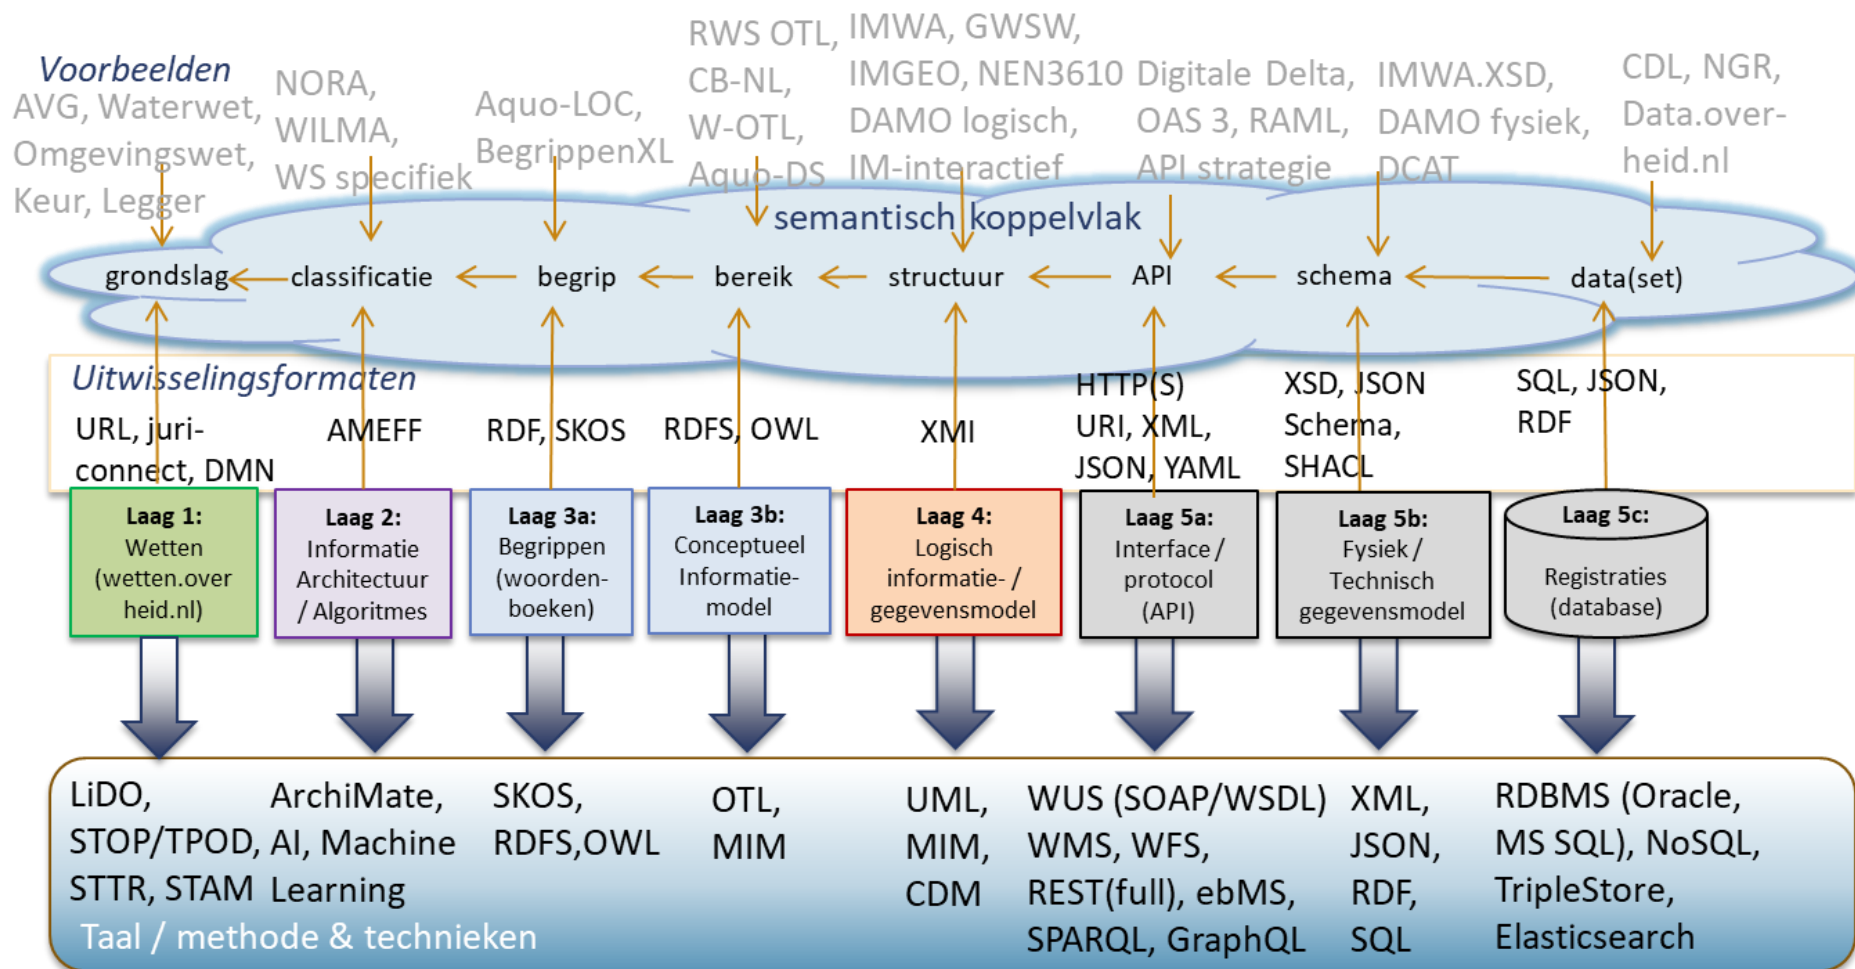 Voorbeelden
AVG, Waterwet,
Omgevingswet,
Keur, Legger
NORA,
WILMA,
WS specifiek
Aquo-LOC,
BegrippenXL
RWS OTL,
CB-NL,
W-OTL,
Aquo-DS
IMWA, GWSW,
IMGEO, NEN3610
DAMO logisch,
IM-interactief
Digitale Delta,
OAS 3, RAML,
API strategie
IMWA.XSD,
DAMO fysiek,
DCAT
CDL, NGR,
Data.over-
heid.nl
semantisch koppelvlak
grondslag
classificatie
begrip
bereik
structuur
API
schema
data(set)
Uitwisselingsformaten
URL, juri-
connect, DMN
AMEFF
RDF, SKOS
RDFS, OWL
XMI
HTTP(S)
URI, XML,
JSON, YAML
XSD, JSON
Schema,
SHACL
SQL, JSON,
RDF
Laag 1:
Wetten
(wetten.over
heid.nl)
Laag 2:
Informatie
Architectuur
/ Algoritmes
Laag 3a:
Begrippen
(woorden-
boeken)
Laag 3b:
Conceptueel
Informatie-
model
Laag 4:
Logisch
informatie- /
gegevensmodel
Laag 5a:
Interface /
protocol
(API)
Laag 5b:
Fysiek /
Technisch
gegevensmodel
Laag 5c:
Registraties
(database)
LiDO,
STOP/TPOD,
STTR, STAM
ArchiMate,
AI, Machine
Learning
SKOS,
RDFS,OWL
OTL,
MIM
UML,
MIM,
CDM
WUS (SOAP/WSDL)
WMS, WFS,
REST(full), ebMS,
SPARQL, GraphQL
XML,
JSON,
RDF,
SQL
RDBMS (Oracle,
MS SQL), NoSQL,
TripleStore,
Elasticsearch
Taal / methode & technieken